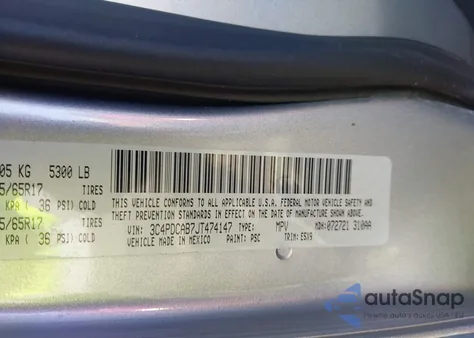 05 KG 5300 LB
5/65R17 TIRES
KPA ( 36 PSI) COLD
5/65R17 TIRES
KPA ( 36 PSI) COLD
THIS VEHICLE CONFORMS TO ALL APPLICABLE U.S.A. FEDERAL MOTOR VEHICLE SAFETY, BUMPER AND
THEFT PREVENTION STANDARDS IN EFFECT ON THE DATE OF MANUFACTURE SHOWN ABOVE.
VIN: 3C4PDCAB7JT474147 TYPE: MPV MDH: 072721 310AA
VEHICLE MADE IN MEXICO PAINT: PSC TRIM: E5X9
autaSnap